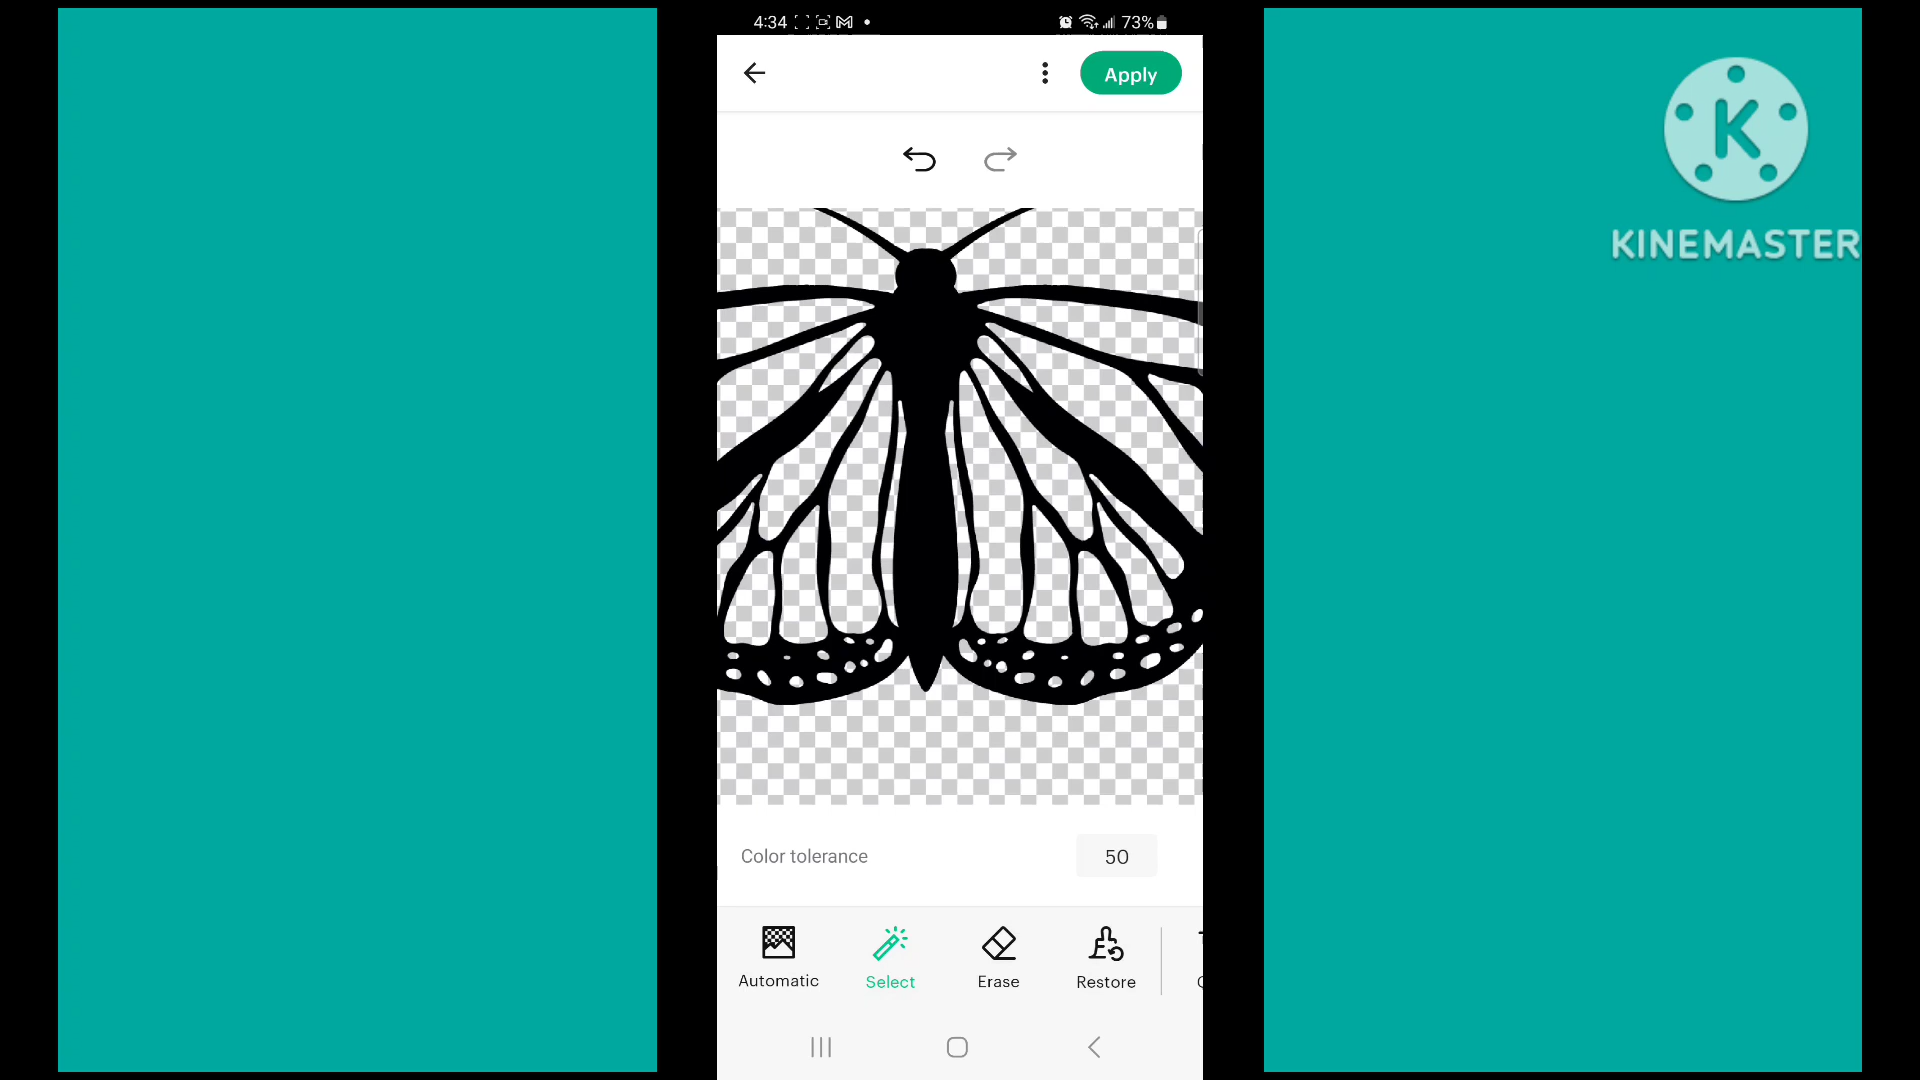 4:34
73%
Apply
K
KINEMASTER
Color tolerance
50
Automatic
Select
Erase
Restore